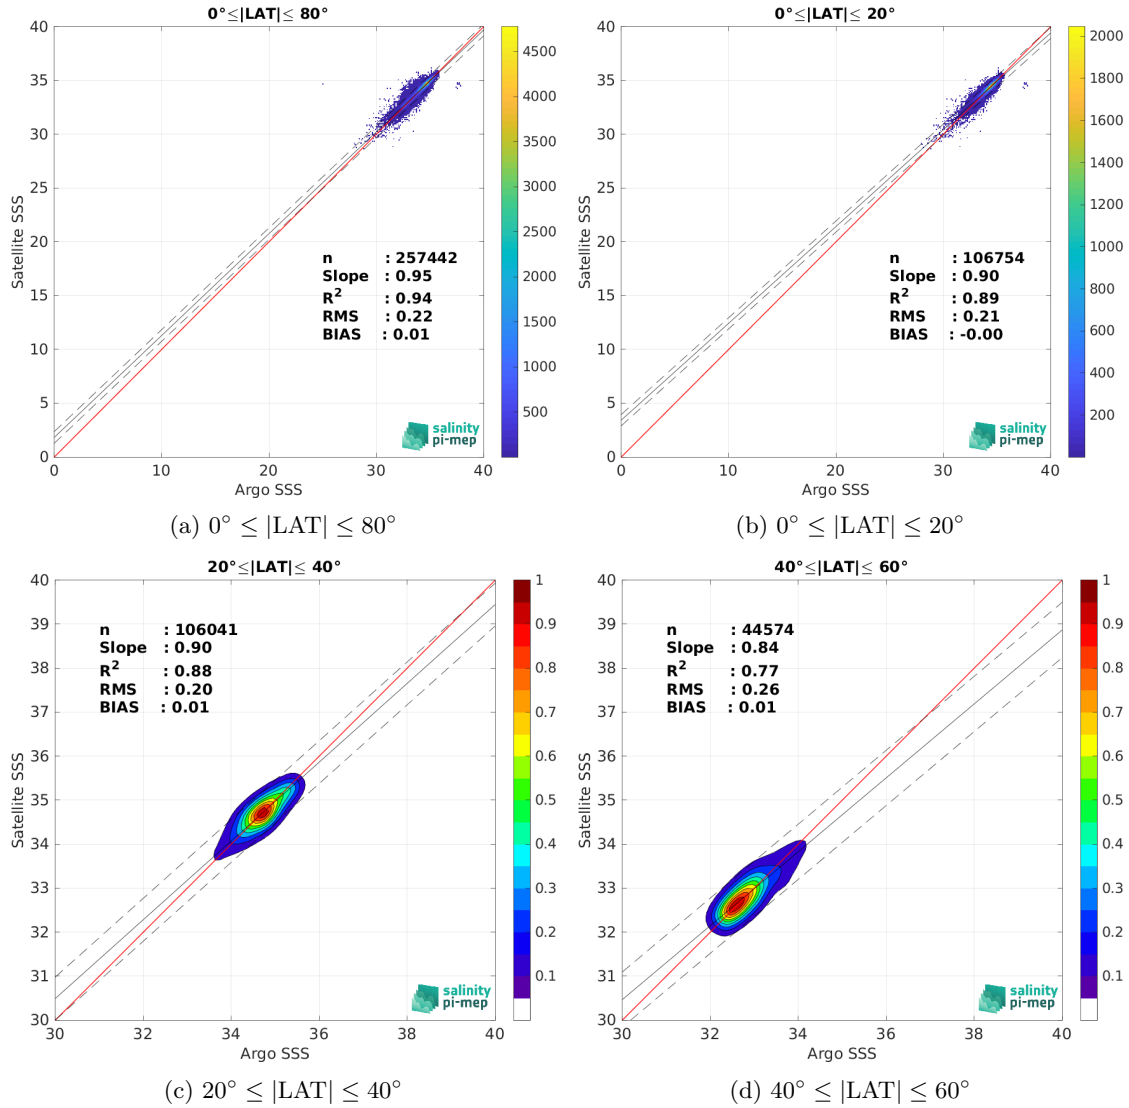 0°≤|LAT|≤ 80°
40
35
30
25
20
15
10
5
0
0
10
20
30
40
Satellite SSS
Argo SSS
n : 257442
Slope : 0.95
R² : 0.94
RMS : 0.22
BIAS : 0.01
salinity
pi-mep
4500
4000
3500
3000
2500
2000
1500
1000
500
(a) 0° ≤ |LAT| ≤ 80°
0°≤|LAT|≤ 20°
40
35
30
25
20
15
10
5
0
0
10
20
30
40
Satellite SSS
Argo SSS
n : 106754
Slope : 0.90
R² : 0.89
RMS : 0.21
BIAS : -0.00
salinity
pi-mep
2000
1800
1600
1400
1200
1000
800
600
400
200
(b) 0° ≤ |LAT| ≤ 20°
20°≤|LAT|≤ 40°
40
39
38
37
36
35
34
33
32
31
30
30
32
34
36
38
40
Satellite SSS
Argo SSS
n : 106041
Slope : 0.90
R² : 0.88
RMS : 0.20
BIAS : 0.01
salinity
pi-mep
1
0.9
0.8
0.7
0.6
0.5
0.4
0.3
0.2
0.1
(c) 20° ≤ |LAT| ≤ 40°
40°≤|LAT|≤ 60°
40
39
38
37
36
35
34
33
32
31
30
30
32
34
36
38
40
Satellite SSS
Argo SSS
n : 44574
Slope : 0.84
R² : 0.77
RMS : 0.26
BIAS : 0.01
salinity
pi-mep
1
0.9
0.8
0.7
0.6
0.5
0.4
0.3
0.2
0.1
(d) 40° ≤ |LAT| ≤ 60°